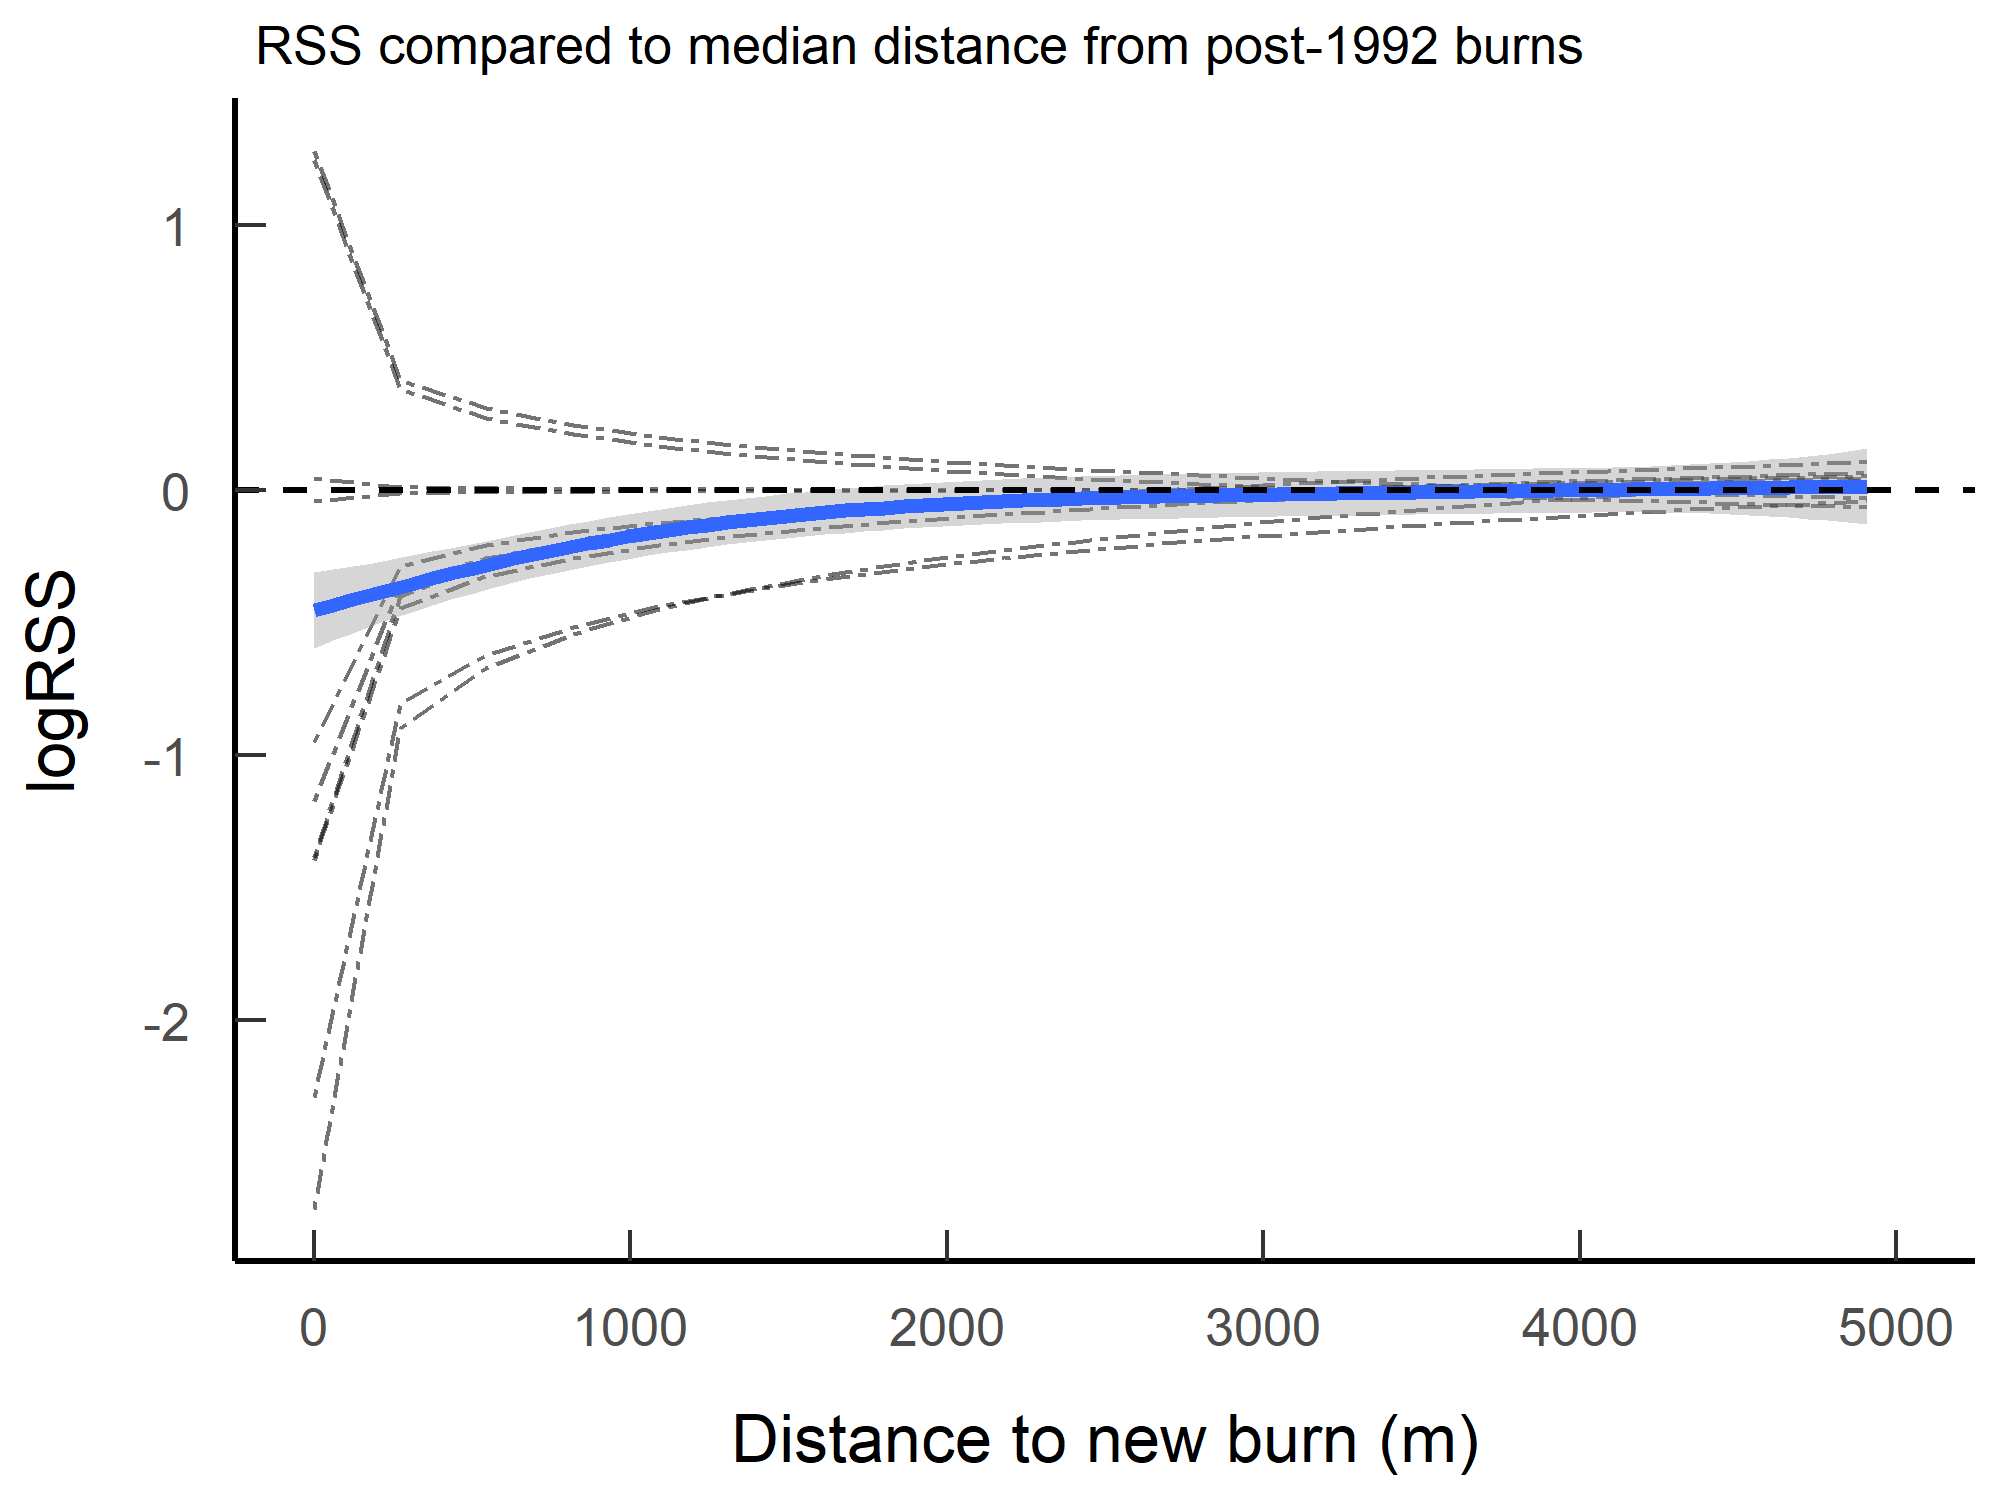 RSS compared to median distance from post-1992 burns
logRSS
1
0
-1
-2
0 1000 2000 3000 4000 5000
Distance to new burn (m)